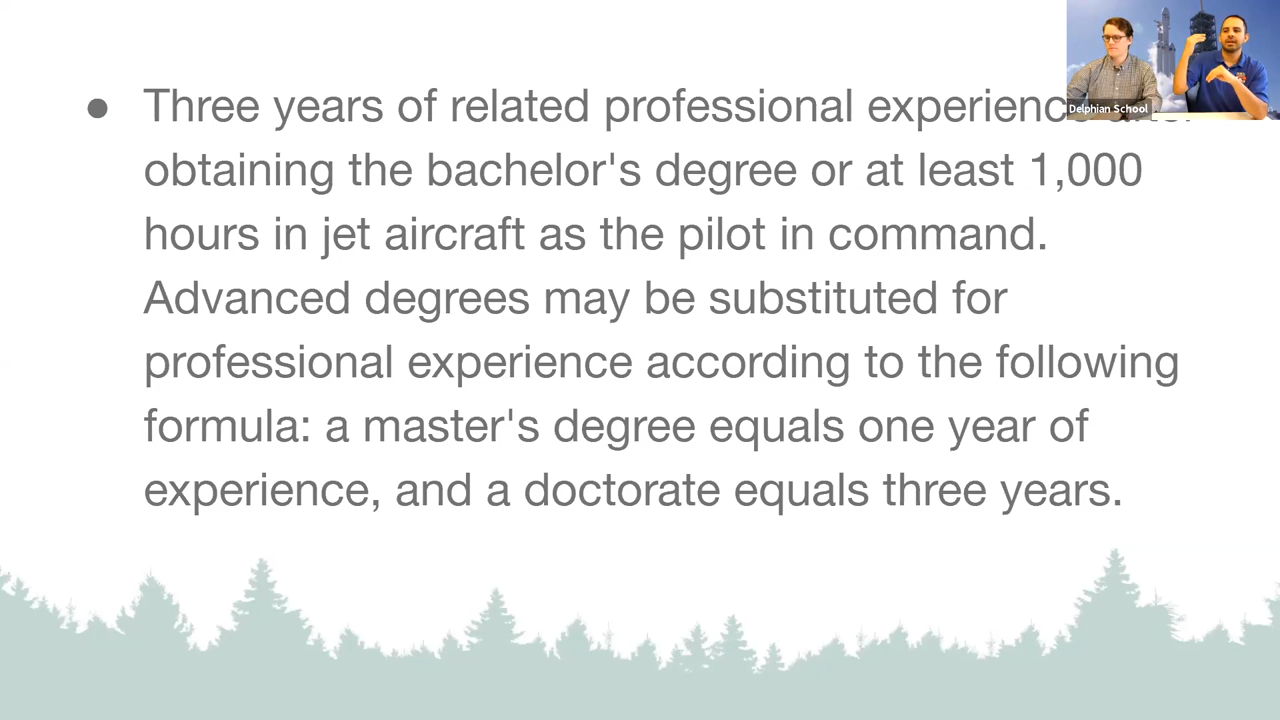 ● Three years of related professional experience
obtaining the bachelor's degree or at least 1,000
hours in jet aircraft as the pilot in command.
Advanced degrees may be substituted for
professional experience according to the following
formula: a master's degree equals one year of
experience, and a doctorate equals three years.
Delphian School